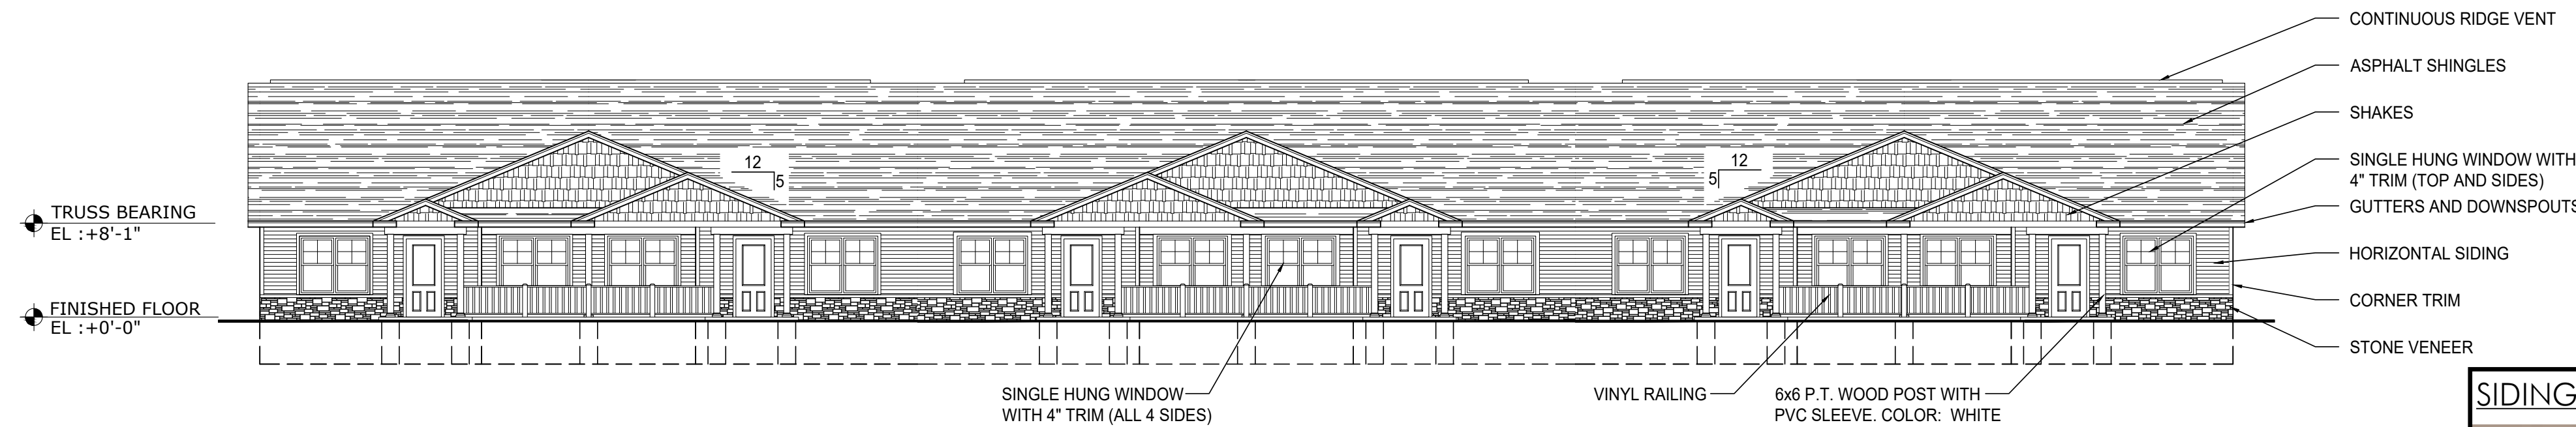 CONTINUOUS RIDGE VENT
ASPHALT SHINGLES
SHAKES
SINGLE HUNG WINDOW WITH
4" TRIM (TOP AND SIDES)
GUTTERS AND DOWNSPOUTS
HORIZONTAL SIDING
CORNER TRIM
STONE VENEER
12
5
12
5
TRUSS BEARING
EL :+8'-1"
FINISHED FLOOR
EL :+0'-0"
SINGLE HUNG WINDOW
WITH 4" TRIM (ALL 4 SIDES)
VINYL RAILING
6x6 P.T. WOOD POST WITH
PVC SLEEVE. COLOR: WHITE
SIDING